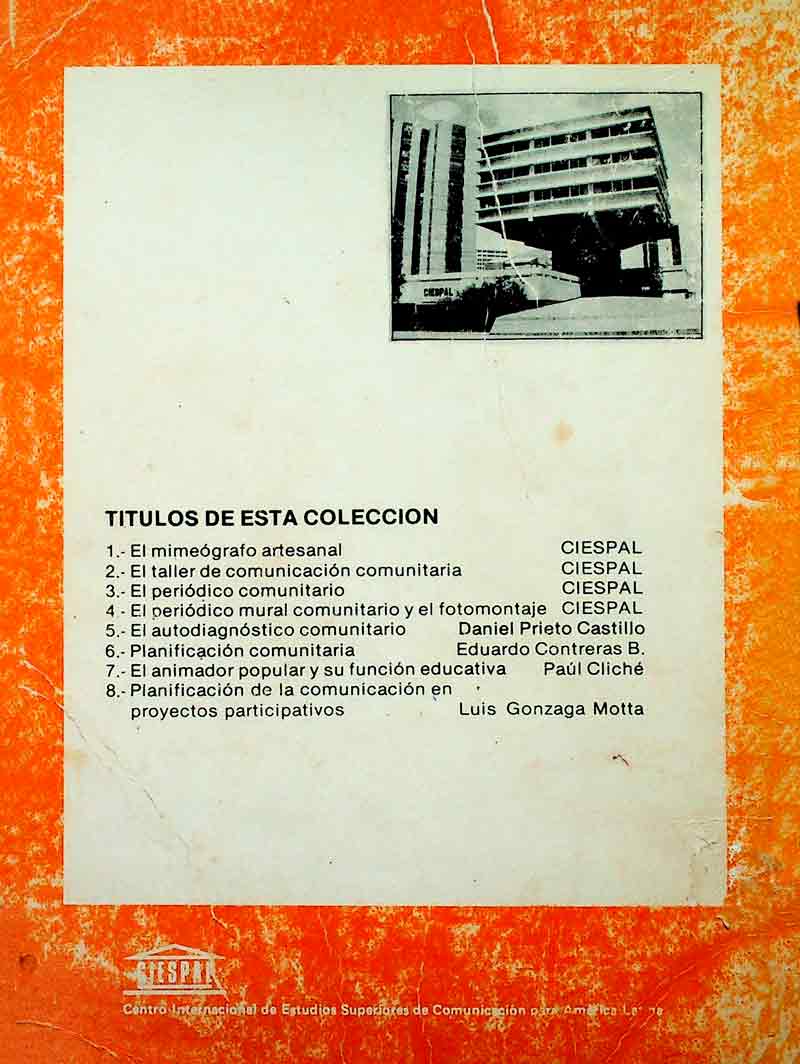 CIESPAL
TITULOS DE ESTA COLECCION
1.- El mimeógrafo artesanal CIESPAL
2.- El taller de comunicación comunitaria CIESPAL
3.- El periódico comunitario CIESPAL
4.- El periódico mural comunitario y el fotomontaje CIESPAL
5.- El autodiagnóstico comunitario Daniel Prieto Castillo
6.- Planificación comunitaria Eduardo Contreras B.
7.- El animador popular y su función educativa Paúl Cliché
8.- Planificación de la comunicación en
proyectos participativos Luis Gonzaga Motta
CIESPAL
Centro Internacional de Estudios Superiores de Comunicación para América Latina